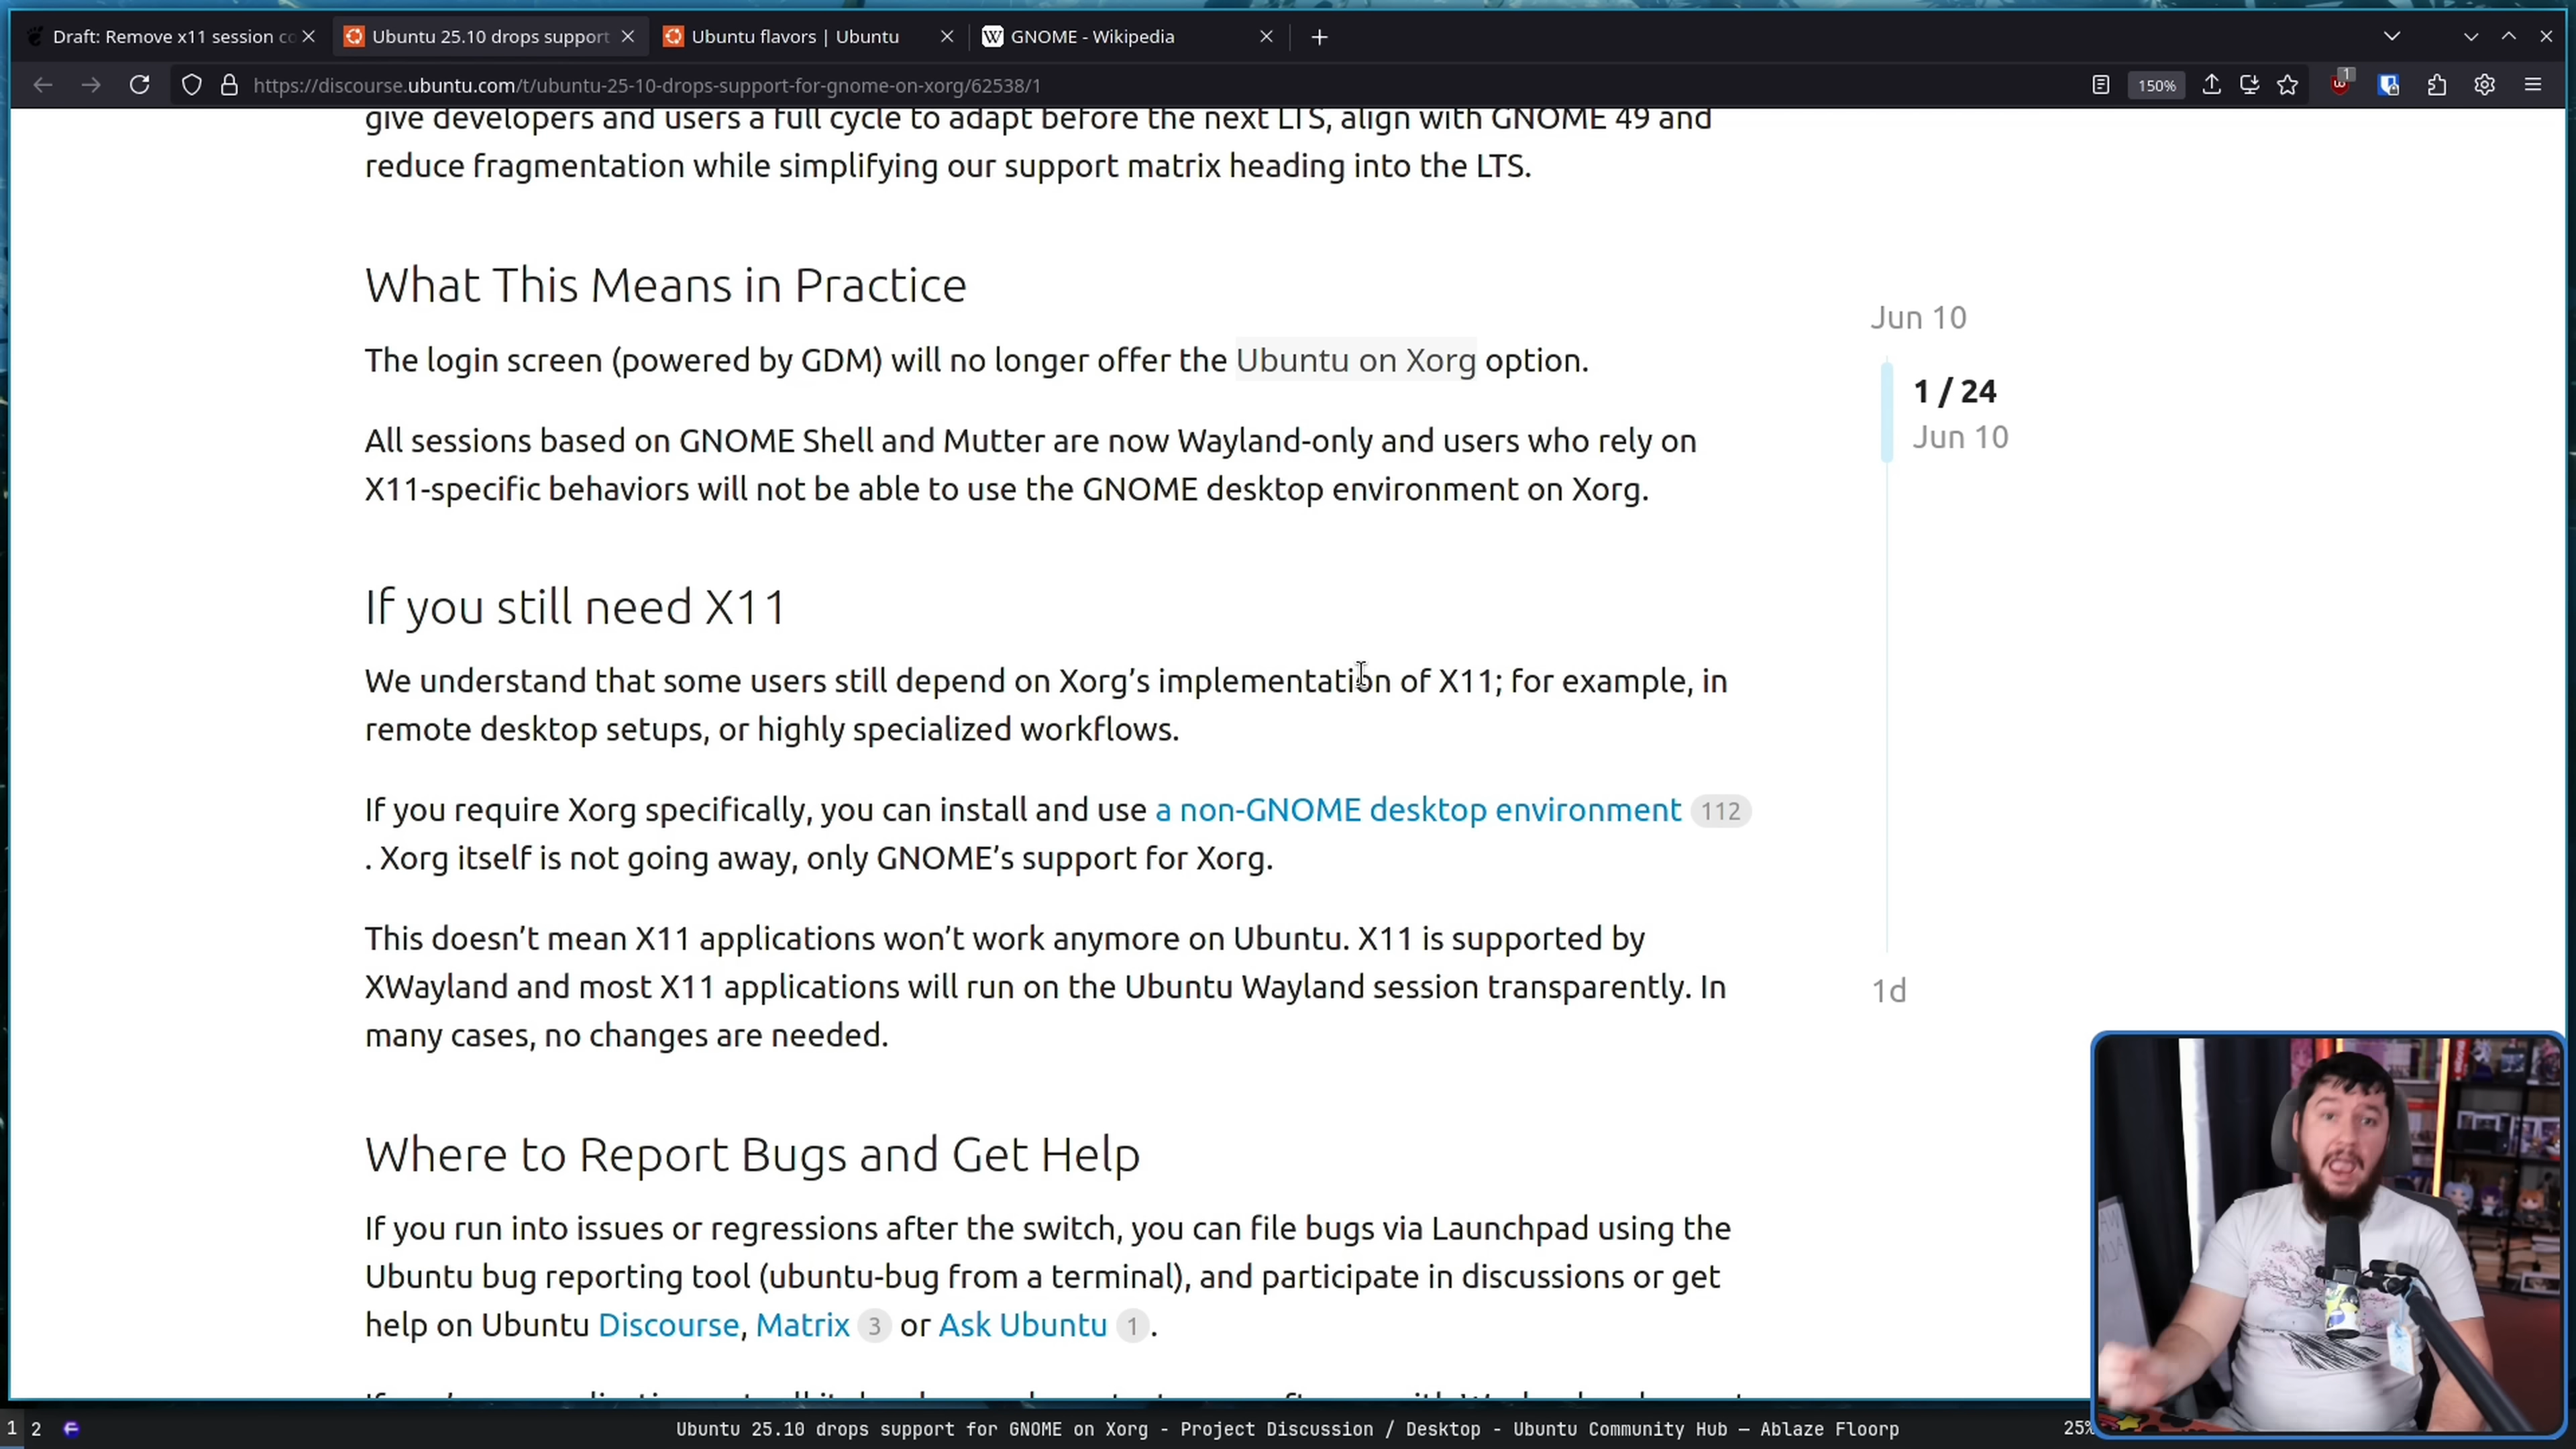 Draft: Remove x11 session co
Ubuntu 25.10 drops support
Ubuntu flavors | Ubuntu
GNOME - Wikipedia
https://discourse.ubuntu.com/t/ubuntu-25-10-drops-support-for-gnome-on-xorg/62538/1
150%
1
give developers and users a full cycle to adapt before the next LTS, align with GNOME 49 and
reduce fragmentation while simplifying our support matrix heading into the LTS.
What This Means in Practice
The login screen (powered by GDM) will no longer offer the Ubuntu on Xorg option.
All sessions based on GNOME Shell and Mutter are now Wayland-only and users who rely on
X11-specific behaviors will not be able to use the GNOME desktop environment on Xorg.
If you still need X11
We understand that some users still depend on Xorg’s implementation of X11; for example, in
remote desktop setups, or highly specialized workflows.
If you require Xorg specifically, you can install and use a non-GNOME desktop environment 112
. Xorg itself is not going away, only GNOME’s support for Xorg.
This doesn’t mean X11 applications won’t work anymore on Ubuntu. X11 is supported by
XWayland and most X11 applications will run on the Ubuntu Wayland session transparently. In
many cases, no changes are needed.
Where to Report Bugs and Get Help
If you run into issues or regressions after the switch, you can file bugs via Launchpad using the
Ubuntu bug reporting tool (ubuntu-bug from a terminal), and participate in discussions or get
help on Ubuntu Discourse, Matrix 3 or Ask Ubuntu 1.
Jun 10
1 / 24
Jun 10
1d
1 2
Ubuntu 25.10 drops support for GNOME on Xorg - Project Discussion / Desktop - Ubuntu Community Hub — Ablaze Floorp
25%